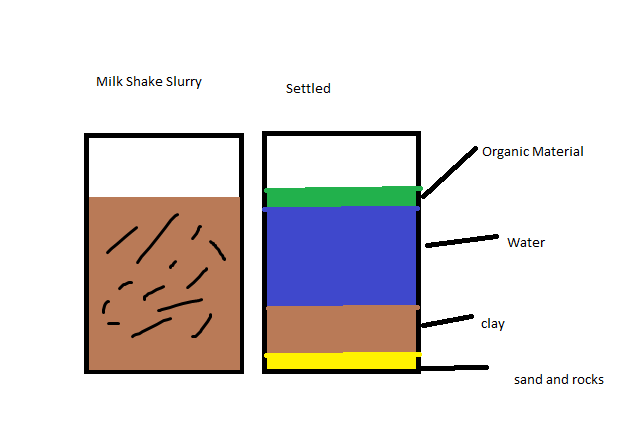 Milk Shake Slurry
Settled
Organic Material
Water
clay
sand and rocks